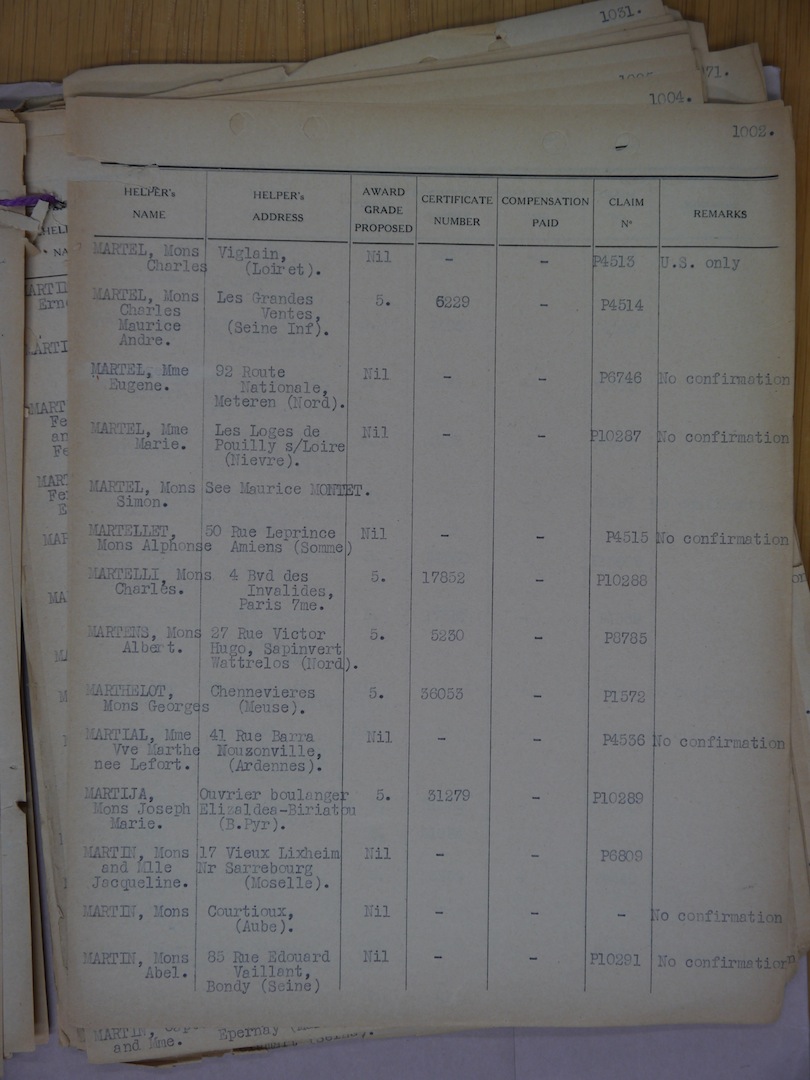 1031.
71.
1004.
1002.
HELPER's NAME HELPER's ADDRESS AWARD GRADE PROPOSED CERTIFICATE NUMBER COMPENSATION PAID CLAIM Nº REMARKS
MARTEL, Mons Viglain, Nil - - P4513 U.S. only
Charles (Loiret).
MARTEL, Mons Les Grandes 5. 6229 - P4514
Charles Ventes,
Maurice (Seine Inf).
Andre.
MARTEL, Mme 92 Route Nil - - P6746 No confirmation
Eugene. Nationale,
Meteren (Nord).
MARTEL, Mme Les Loges de Nil - - P10287 No confirmation
Marie. Pouilly s/Loire
(Nievre).
MARTEL, Mons See Maurice MONTET.
Simon.
MARTELLET, 50 Rue Leprince Nil - - P4515 No confirmation
Mons Alphonse Amiens (Somme)
MARTELLI, Mons 4 Bvd des 5. 17852 - P10288
Charles. Invalides,
Paris 7me.
MARTENS, Mons 27 Rue Victor 5. 5230 - P8785
Albert. Hugo, Sapinvert
Wattrelos (Nord).
MARTHELOT, Chennevieres 5. 36053 - P1572
Mons Georges (Meuse).
MARTIAL, Mme 41 Rue Barra Nil - - P4536 No confirmation
Vve Marthe Nouzonville,
nee Lefort. (Ardennes).
MARTIJA, Ouvrier boulanger 5. 31279 - P10289
Mons Joseph Elizaldea-Biriatou
Marie. (B.Pyr).
MARTIN, Mons 17 Vieux Lixheim Nil - - P6809
and Mlle Nr Sarrebourg
Jacqueline. (Moselle).
MARTIN, Mons Courtioux, Nil - - - No confirmation
(Aube).
MARTIN, Mons 85 Rue Edouard Nil - - P10291 No confirmation
Abel. Vaillant,
Bondy (Seine)
MARTIN, Epernay
and Mme.